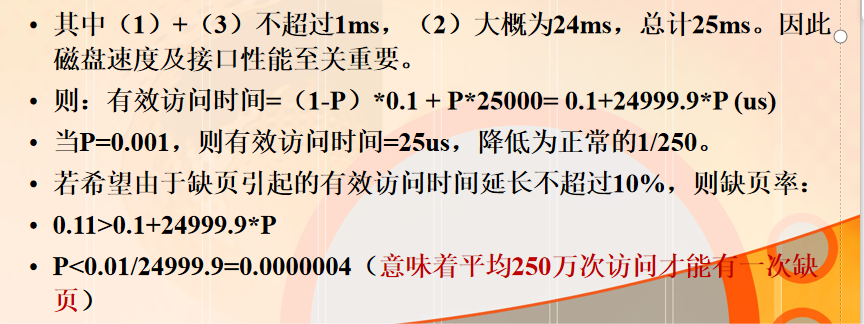 • 其中（1）+（3）不超过1ms，（2）大概为24ms，总计25ms。因此
磁盘速度及接口性能至关重要。
• 则：有效访问时间=（1-P）*0.1 + P*25000= 0.1+24999.9*P (us)
• 当P=0.001，则有效访问时间=25us，降低为正常的1/250。
• 若希望由于缺页引起的有效访问时间延长不超过10%，则缺页率：
• 0.11>0.1+24999.9*P
• P<0.01/24999.9=0.0000004（意味着平均250万次访问才能有一次缺
页）